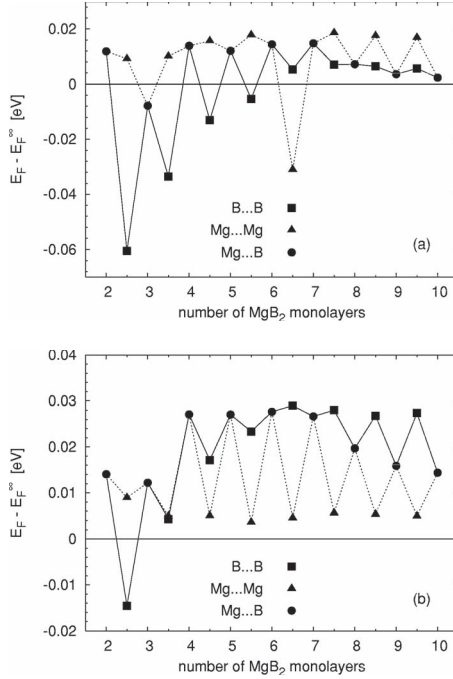 0.02
0
-0.02
-0.04
-0.06
E_F - E_F^∞ [eV]
B...B
Mg...Mg
Mg...B
(a)
2 3 4 5 6 7 8 9 10
number of MgB₂ monolayers
0.04
0.03
0.02
0.01
0
-0.01
-0.02
E_F - E_F^∞ [eV]
B...B
Mg...Mg
Mg...B
(b)
2 3 4 5 6 7 8 9 10
number of MgB₂ monolayers